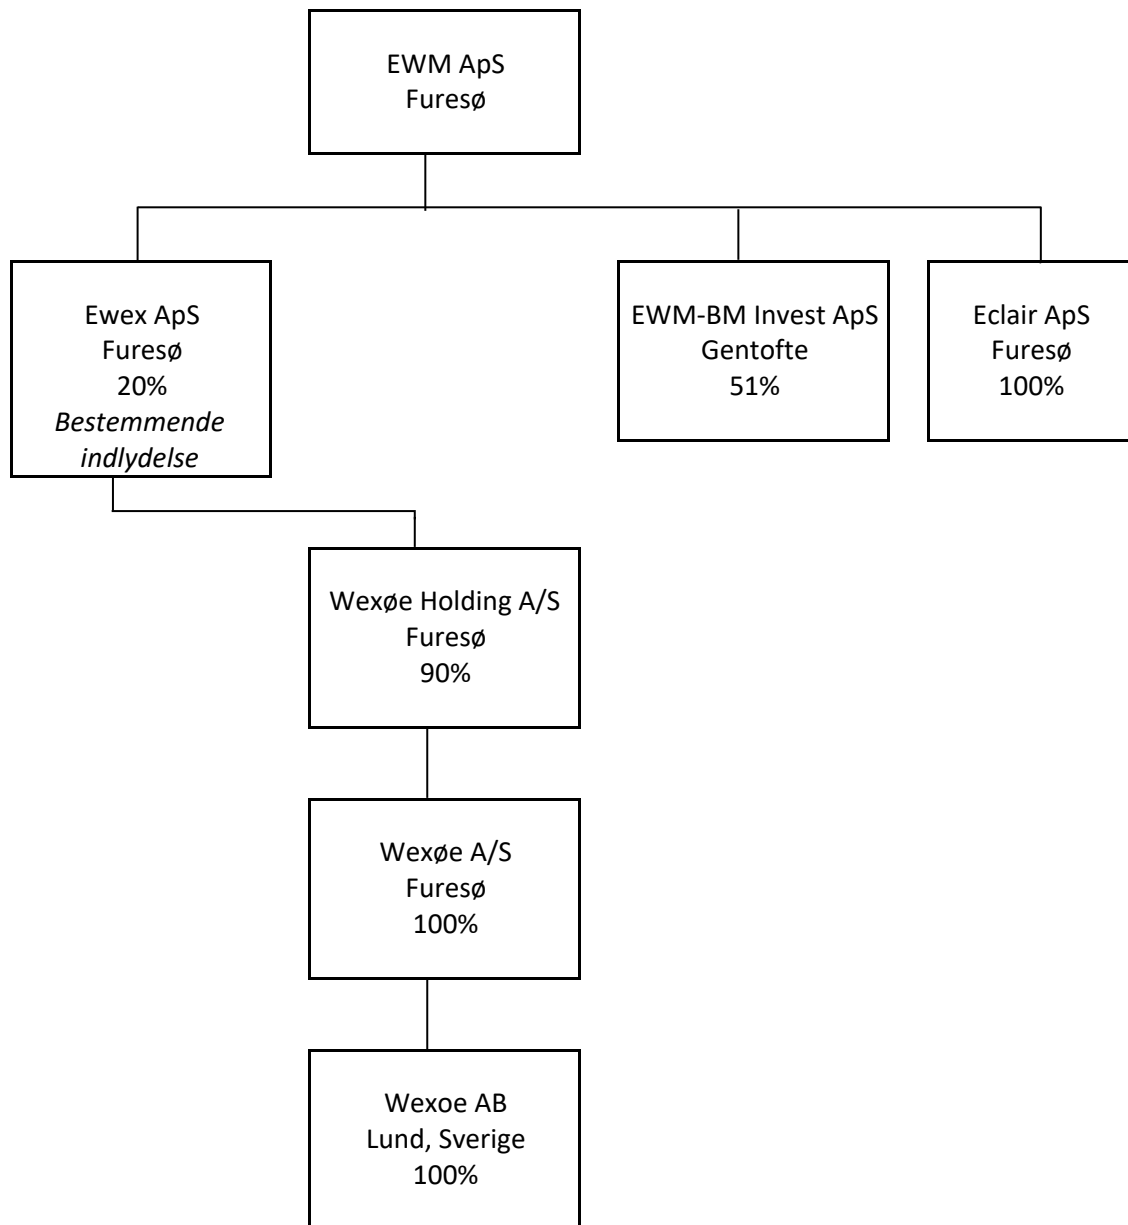 EWM ApS
Furesø
Ewex ApS
Furesø
20%
Bestemmende
indlydelse
EWM-BM Invest ApS
Gentofte
51%
Eclair ApS
Furesø
100%
Wexøe Holding A/S
Furesø
90%
Wexøe A/S
Furesø
100%
Wexoe AB
Lund, Sverige
100%